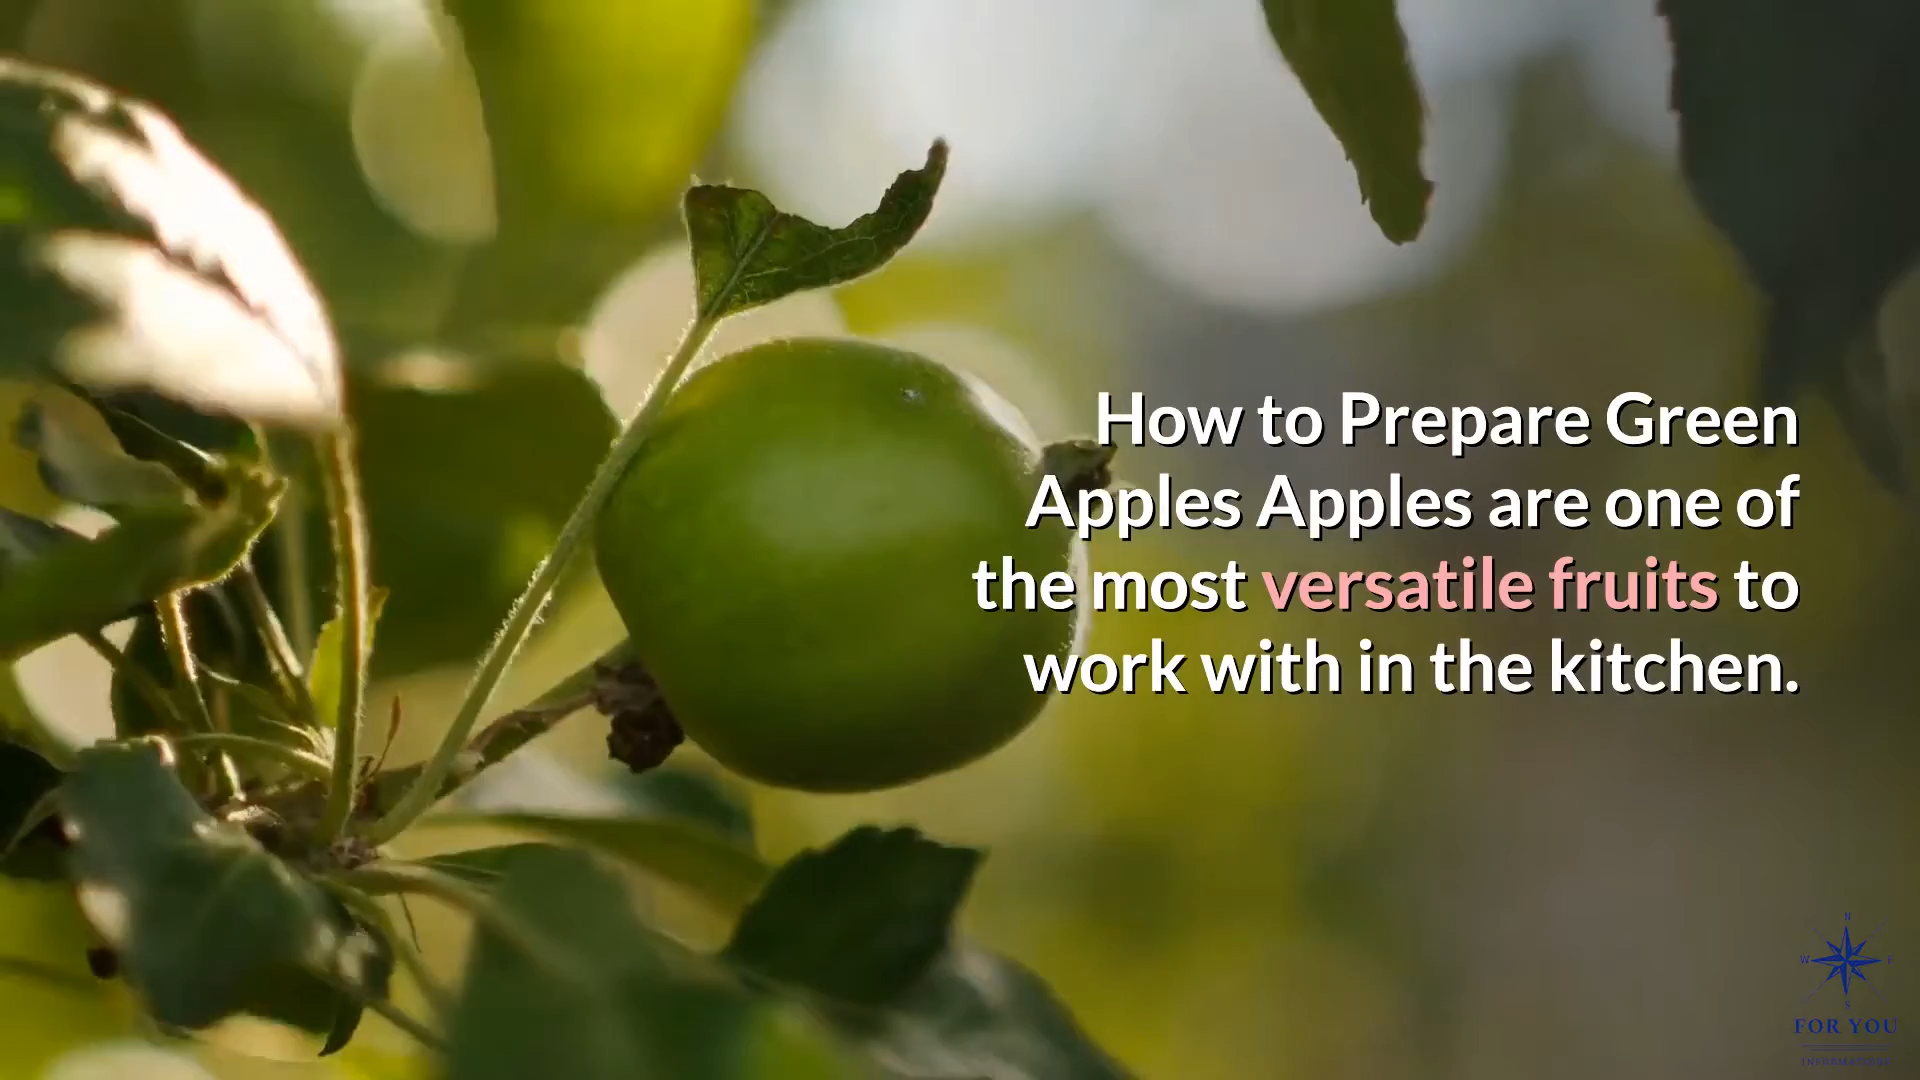 How to Prepare Green
Apples Apples are one of
the most versatile fruits to
work with in the kitchen.
N
W E
S
FOR YOU